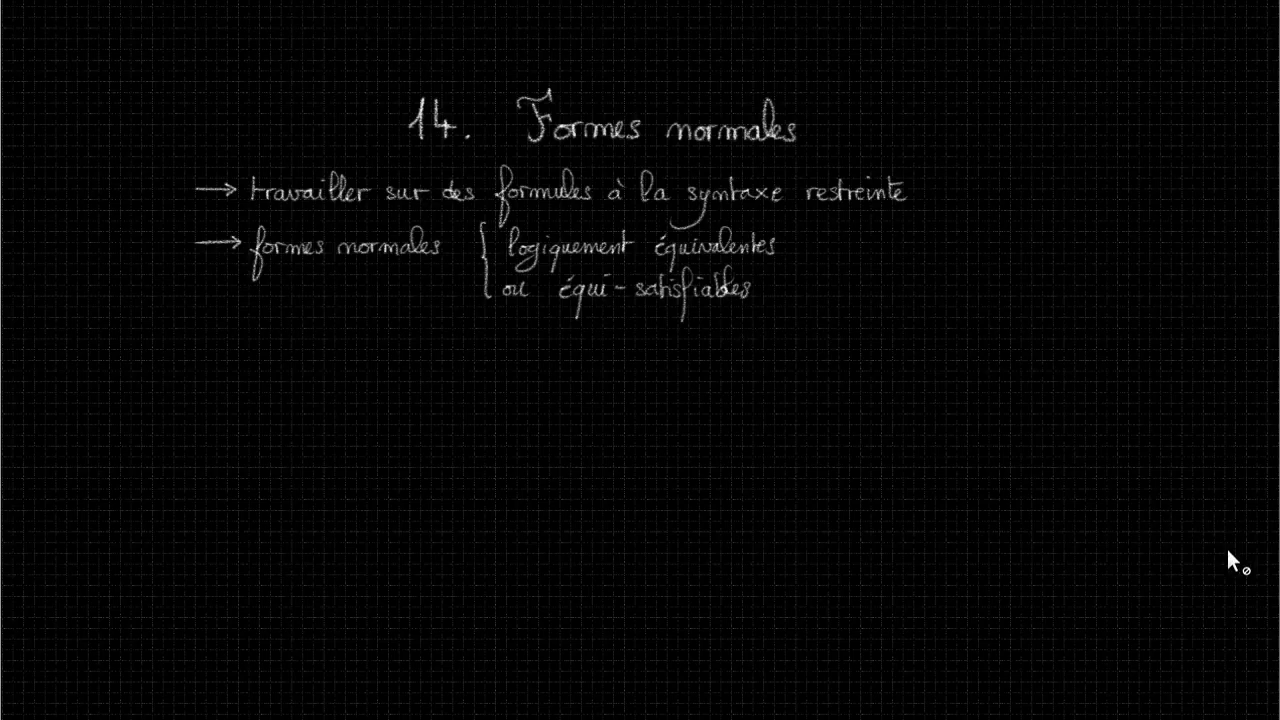 14. Formes normales
→ travailler sur des formules à la syntaxe restreinte
→ formes normales { logiquement équivalentes
ou équi-satisfiables